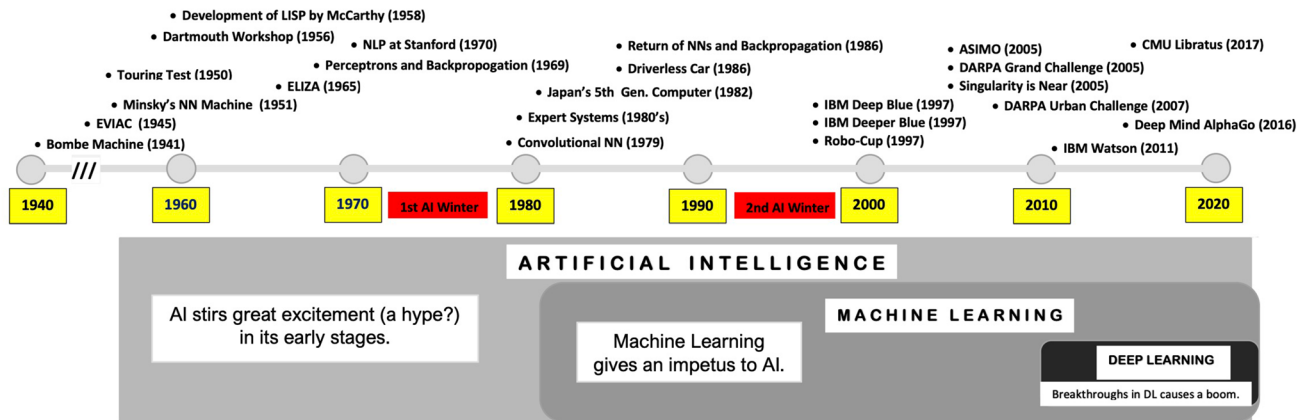 Development of LISP by McCarthy (1958)
Dartmouth Workshop (1956)
NLP at Stanford (1970)
Return of NNs and Backpropagation (1986)
ASIMO (2005)
CMU Libratus (2017)
Touring Test (1950)
Perceptrons and Backpropogation (1969)
Driverless Car (1986)
DARPA Grand Challenge (2005)
ELIZA (1965)
Singularity is Near (2005)
Minsky's NN Machine (1951)
Japan's 5th Gen. Computer (1982)
IBM Deep Blue (1997)
DARPA Urban Challenge (2007)
EVIAC (1945)
Expert Systems (1980's)
IBM Deeper Blue (1997)
Deep Mind AlphaGo (2016)
Bombe Machine (1941)
Convolutional NN (1979)
Robo-Cup (1997)
IBM Watson (2011)
///
1940
1960
1970
1st AI Winter
1980
1990
2nd AI Winter
2000
2010
2020
ARTIFICIAL INTELLIGENCE
AI stirs great excitement (a hype?)
in its early stages.
MACHINE LEARNING
Machine Learning
gives an impetus to AI.
DEEP LEARNING
Breakthroughs in DL causes a boom.